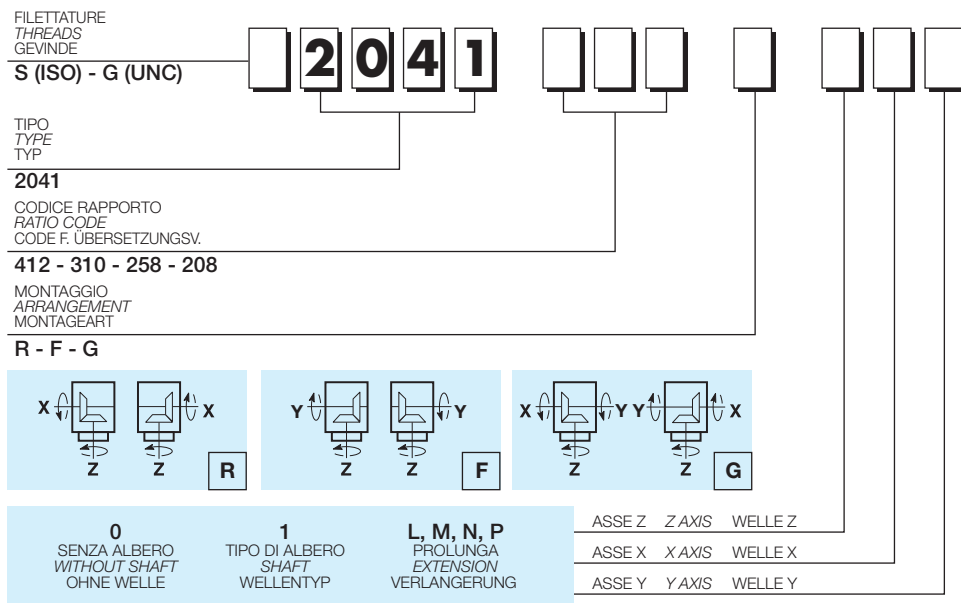 FILETTATURE
THREADS
GEVINDE
S (ISO) - G (UNC)
2 0 4 1
TIPO
TYPE
TYP
2041
CODICE RAPPORTO
RATIO CODE
CODE F. ÜBERSETZUNGSV.
412 - 310 - 258 - 208
MONTAGGIO
ARRANGEMENT
MONTAGEART
R - F - G
X X
Z Z
R
Y Y
Z Z
F
X Y Y X
Z Z
G
0
SENZA ALBERO
WITHOUT SHAFT
OHNE WELLE
1
TIPO DI ALBERO
SHAFT
WELLENTYP
L, M, N, P
PROLUNGA
EXTENSION
VERLANGERUNG
ASSE Z Z AXIS WELLE Z
ASSE X X AXIS WELLE X
ASSE Y Y AXIS WELLE Y